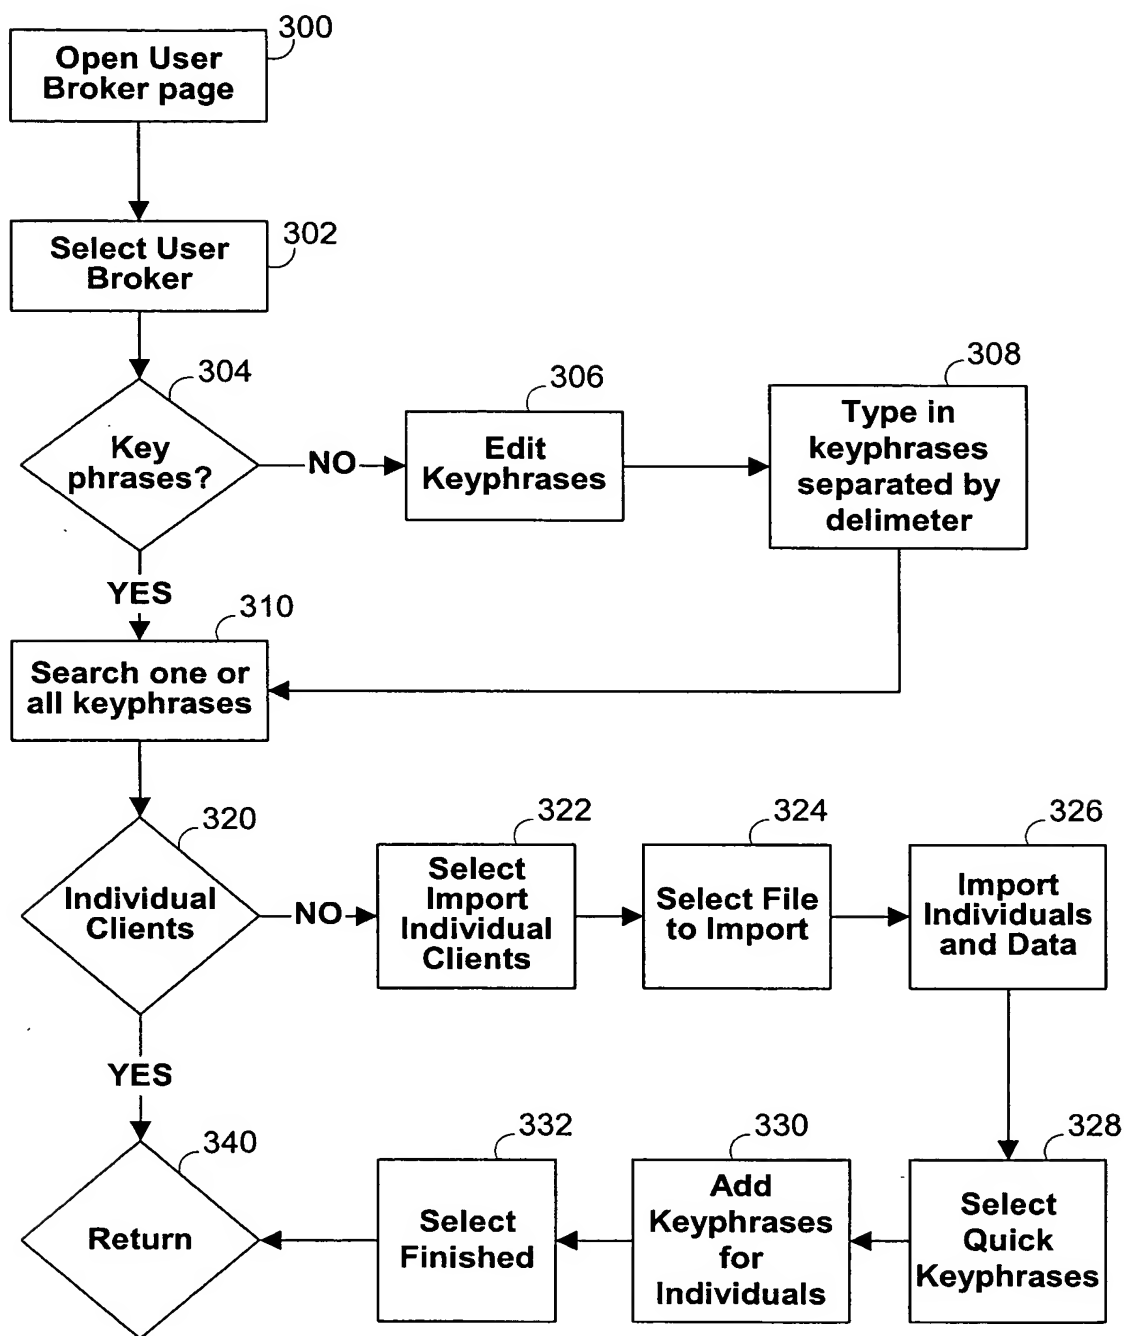 300
Open User
Broker page
302
Select User
Broker
304
Key
phrases?
NO
306
Edit
Keyphrases
308
Type in
keyphrases
separated by
delimeter
YES
310
Search one or
all keyphrases
320
Individual
Clients
NO
322
Select
Import
Individual
Clients
324
Select File
to Import
326
Import
Individuals
and Data
YES
340
Return
332
Select
Finished
330
Add
Keyphrases
for
Individuals
328
Select
Quick
Keyphrases